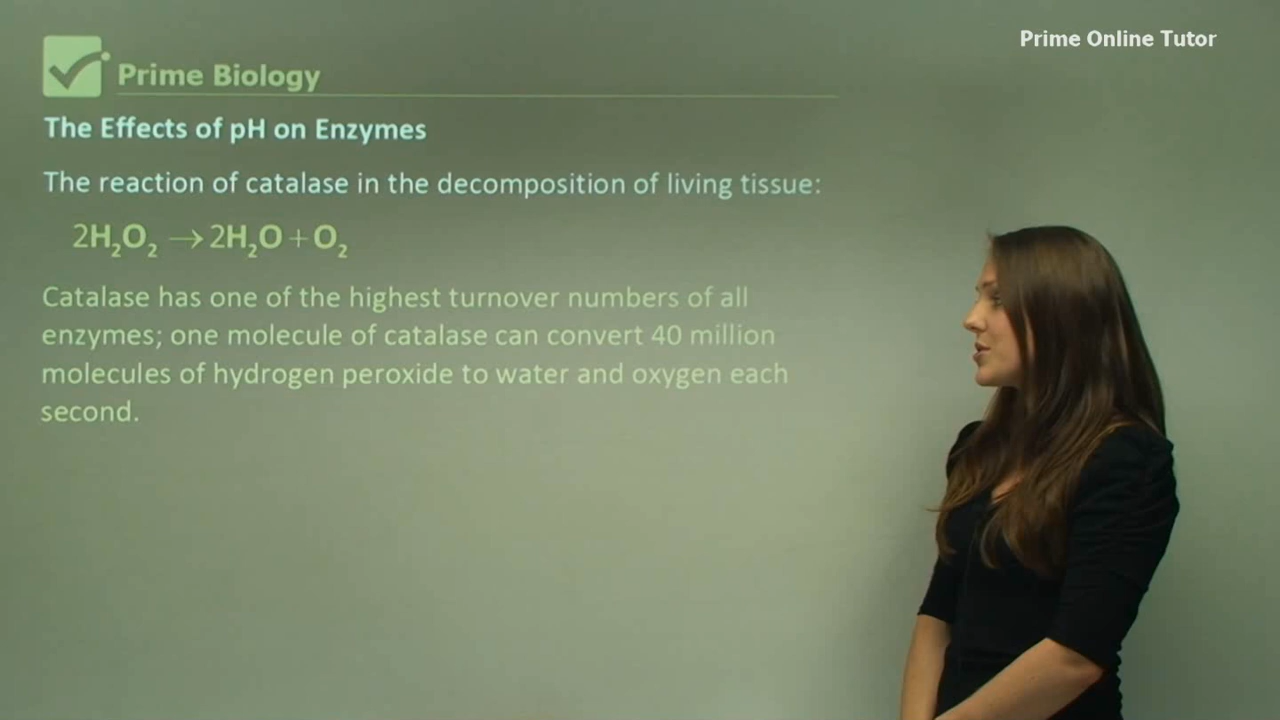 Prime Online Tutor
Prime Biology
The Effects of pH on Enzymes
The reaction of catalase in the decomposition of living tissue:
2H₂O₂ → 2H₂O + O₂
Catalase has one of the highest turnover numbers of all
enzymes; one molecule of catalase can convert 40 million
molecules of hydrogen peroxide to water and oxygen each
second.